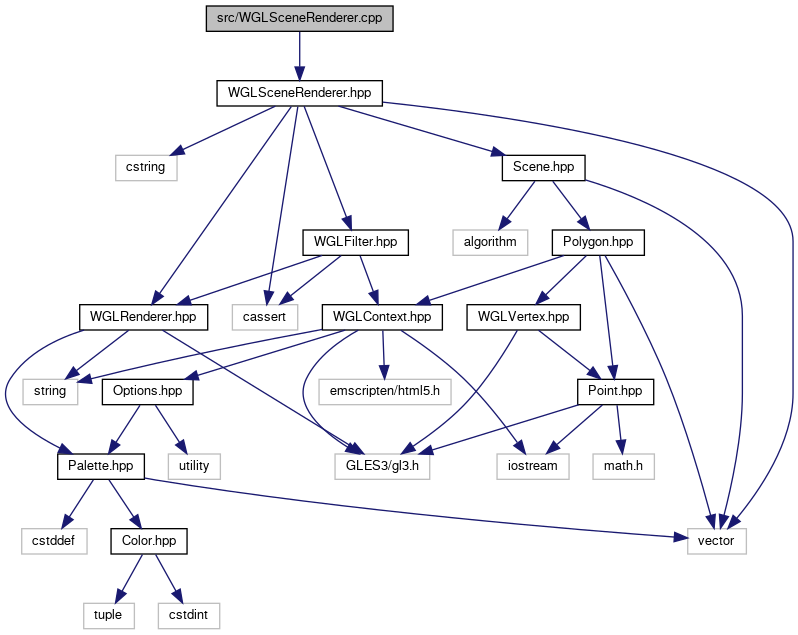 src/WGLSceneRenderer.cpp
WGLSceneRenderer.hpp
cstring
Scene.hpp
WGLFilter.hpp
algorithm
Polygon.hpp
WGLRenderer.hpp
cassert
WGLContext.hpp
WGLVertex.hpp
string
Options.hpp
emscripten/html5.h
Point.hpp
Palette.hpp
utility
GLES3/gl3.h
iostream
math.h
cstddef
Color.hpp
vector
tuple
cstdint